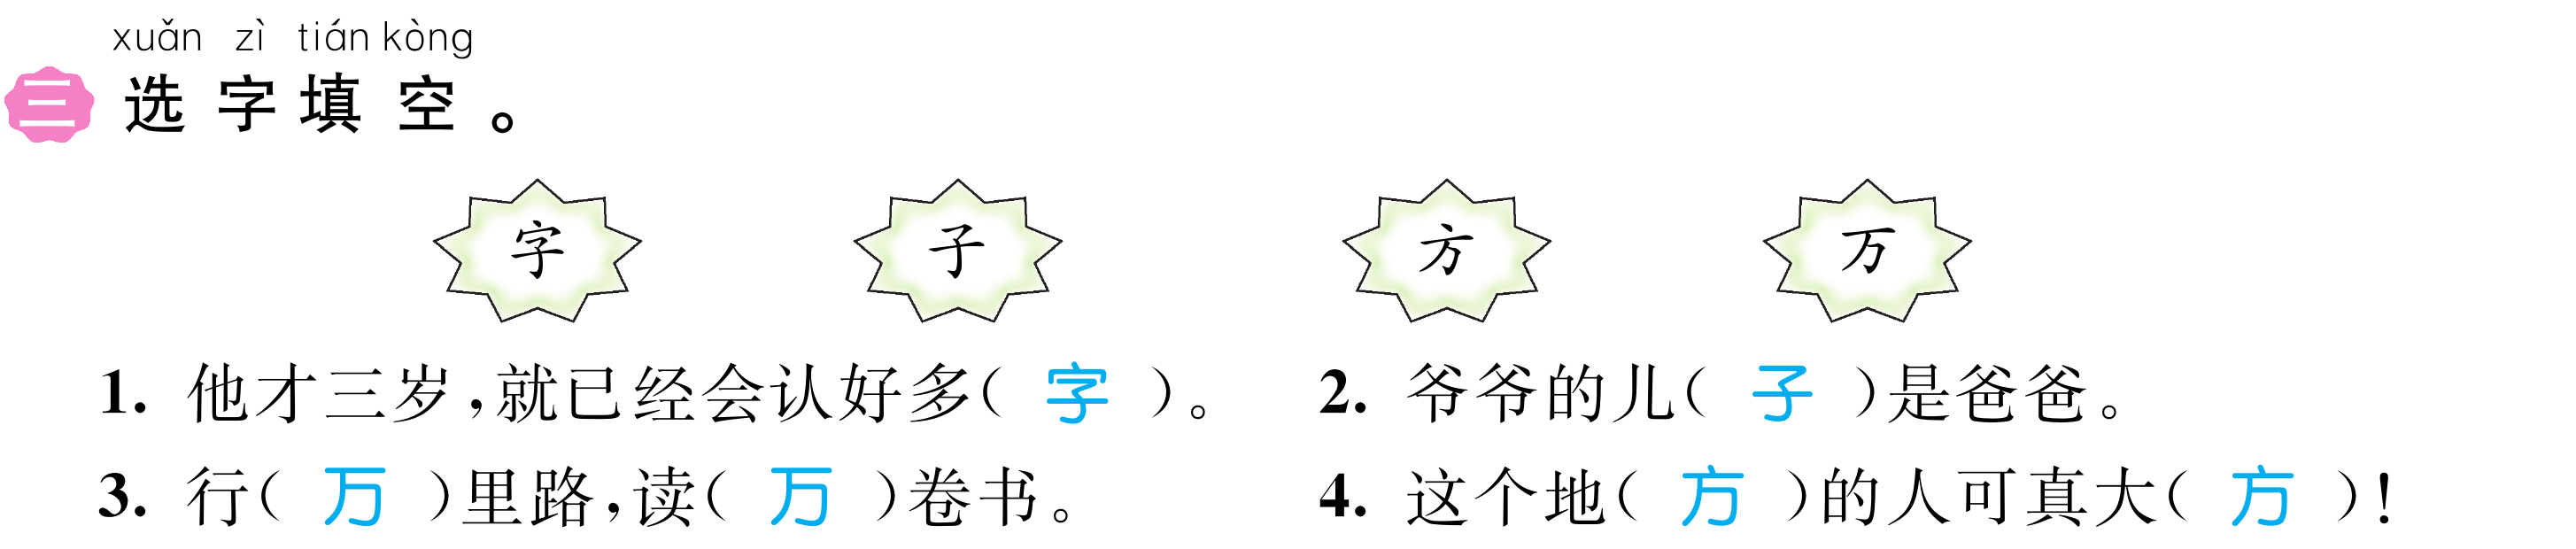 xuǎn zì tián kòng
三 选字填空。
字 子 方 万
1. 他才三岁,就已经会认好多( 字 )。 2. 爷爷的儿( 子 )是爸爸。
3. 行( 万 )里路,读( 万 )卷书。 4. 这个地( 方 )的人可真大( 方 )!